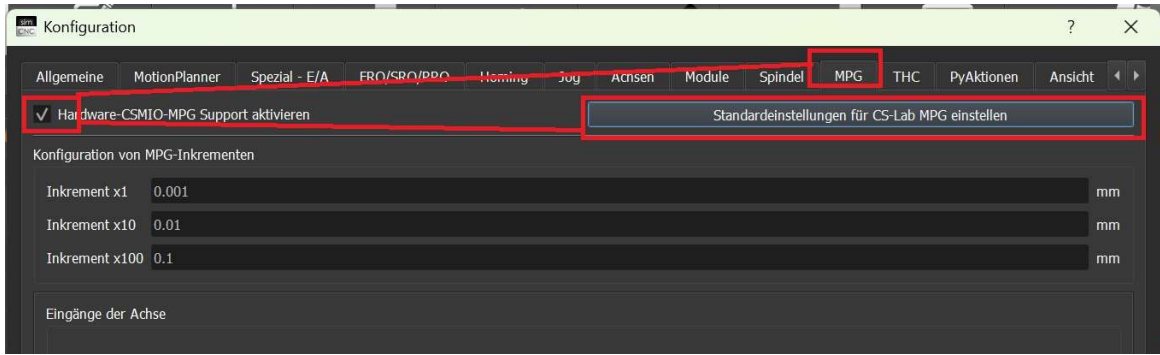 sim CNC Konfiguration ? ×
Allgemeine MotionPlanner Spezial - E/A FRO/SRO/PRO Homing Jog Achsen Module Spindel MPG THC PyAktionen Ansicht
Hardware-CSMIO-MPG Support aktivieren Standardeinstellungen für CS-Lab MPG einstellen
Konfiguration von MPG-Inkrementen
Inkrement x1 0.001 mm
Inkrement x10 0.01 mm
Inkrement x100 0.1 mm
Eingänge der Achse